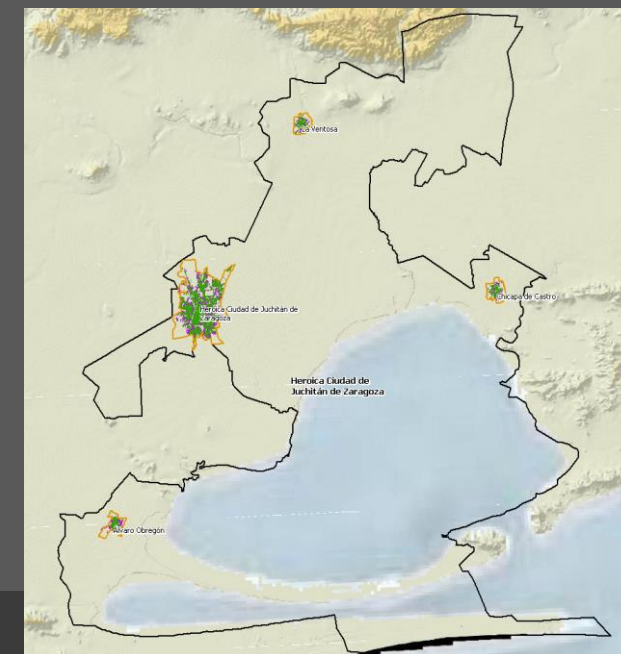 La Ventosa
Chicapa de Castro
Heroica Ciudad de Juchitán de
Zaragoza
Heroica Ciudad de
Juchitán de Zaragoza
Álvaro Obregón